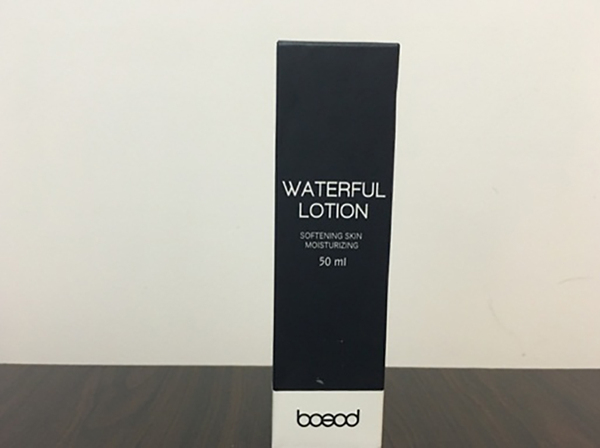 WATERFUL
LOTION
SOFTENING SKIN
MOISTURIZING
50 ml
boeod